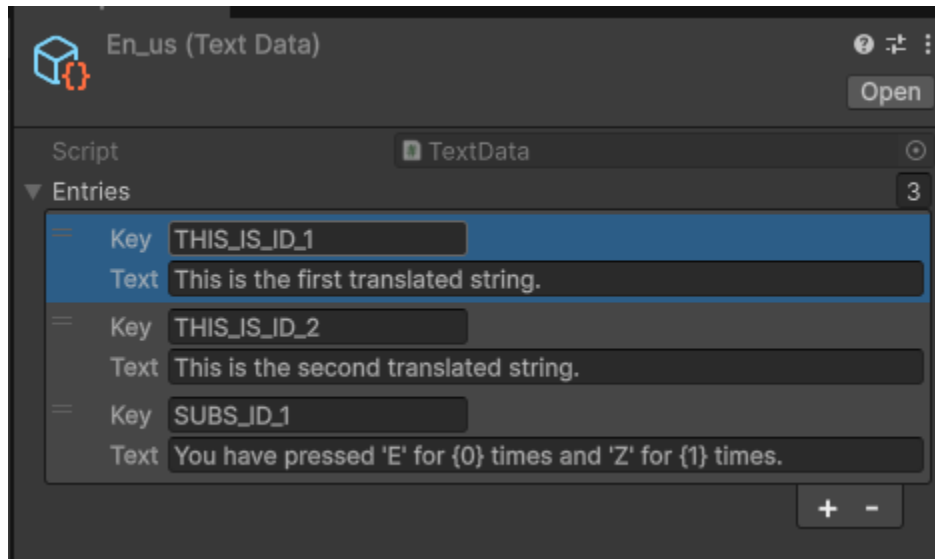 En_us (Text Data)
Open
Script TextData
Entries 3
Key THIS_IS_ID_1
Text This is the first translated string.
Key THIS_IS_ID_2
Text This is the second translated string.
Key SUBS_ID_1
Text You have pressed 'E' for {0} times and 'Z' for {1} times.
+ -